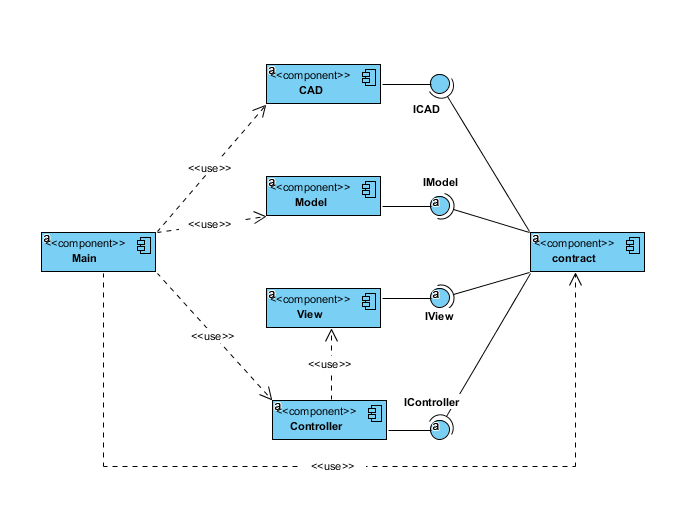 a
<<component>>
CAD
ICAD
<<use>>
a
<<component>>
Model
IModel
a
<<use>>
a
<<component>>
Main
a
<<component>>
contract
<<component>>
View
a
IView
<<use>>
<<use>>
a
<<component>>
Controller
IController
a
<<use>>